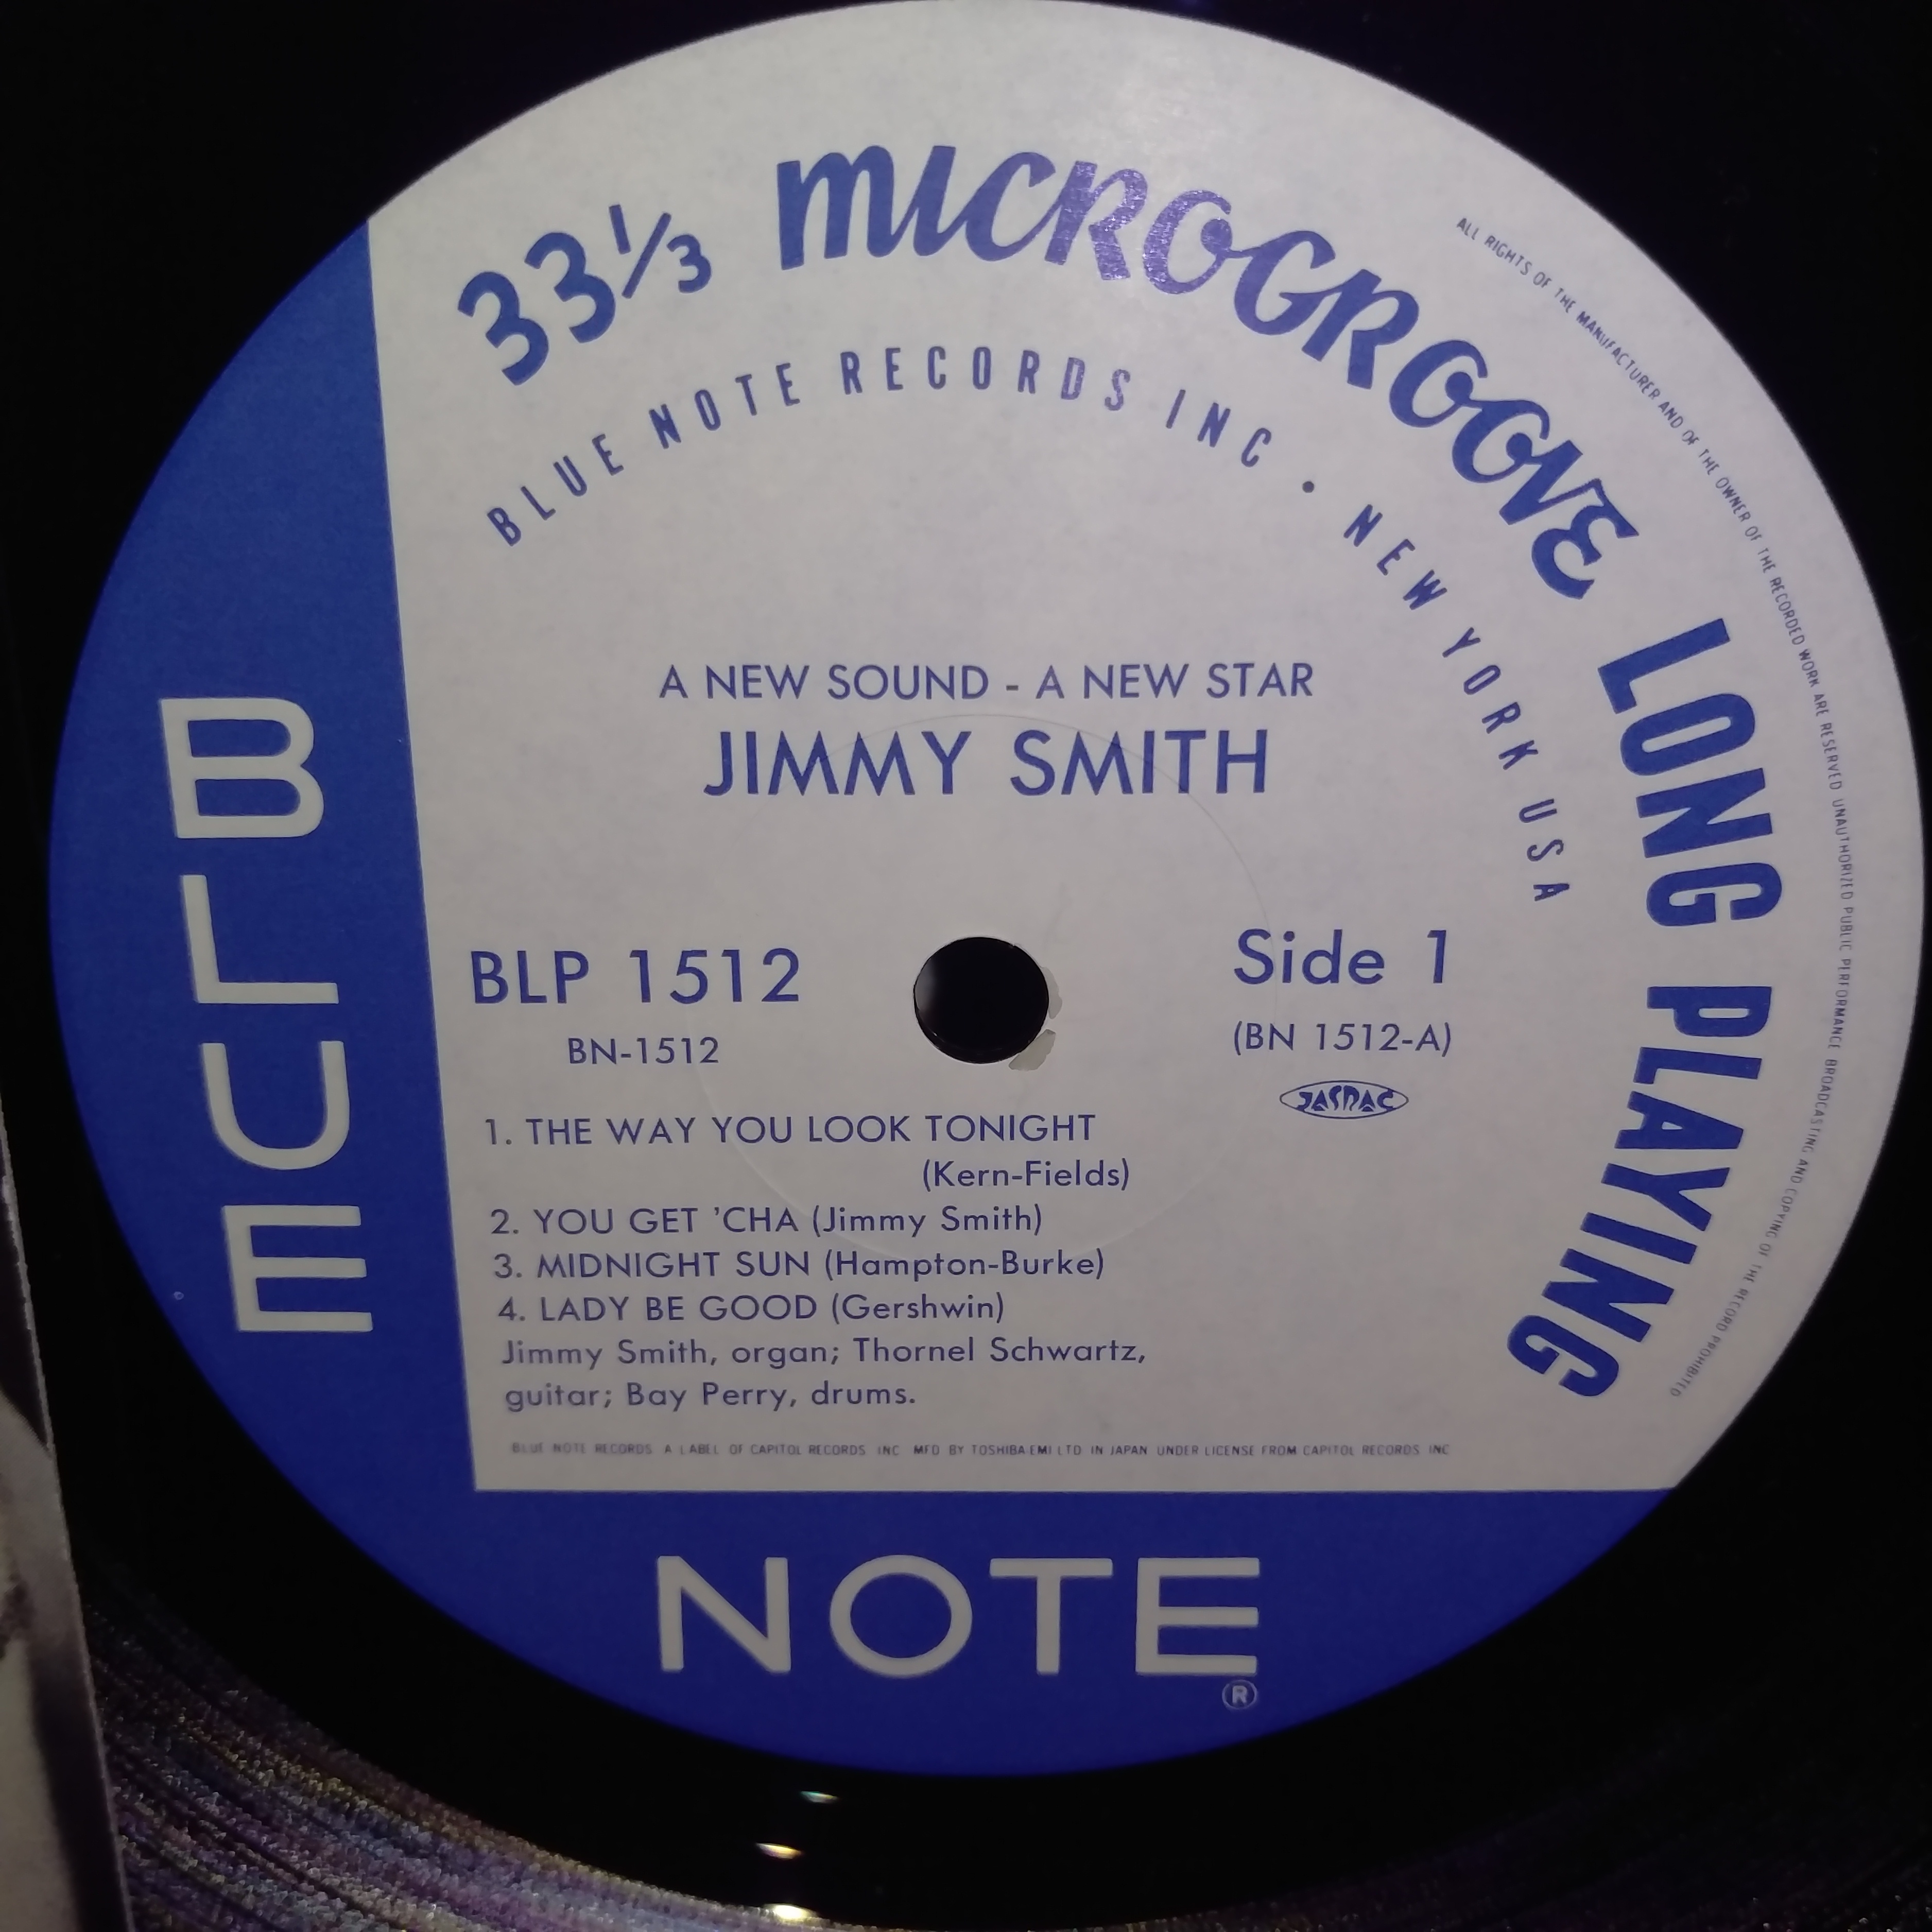 33⅓ MICROGROOVE LONG PLAYING
BLUE NOTE RECORDS INC • NEW YORK USA
ALL RIGHTS OF THE MANUFACTURER AND OF THE OWNER OF THE RECORDED WORK ARE RESERVED UNAUTHORIZED PUBLIC PERFORMANCE BROADCASTING AND COPYING OF THE RECORD PROHIBITED
A NEW SOUND - A NEW STAR
JIMMY SMITH
BLP 1512
BN-1512
Side 1
(BN 1512-A)
JASRAC
1. THE WAY YOU LOOK TONIGHT
(Kern-Fields)
2. YOU GET 'CHA (Jimmy Smith)
3. MIDNIGHT SUN (Hampton-Burke)
4. LADY BE GOOD (Gershwin)
Jimmy Smith, organ; Thornel Schwartz,
guitar; Bay Perry, drums.
BLUE NOTE RECORDS A LABEL OF CAPITOL RECORDS INC MFD BY TOSHIBA EMI LTD IN JAPAN UNDER LICENSE FROM CAPITOL RECORDS INC
BLUE
NOTE
®